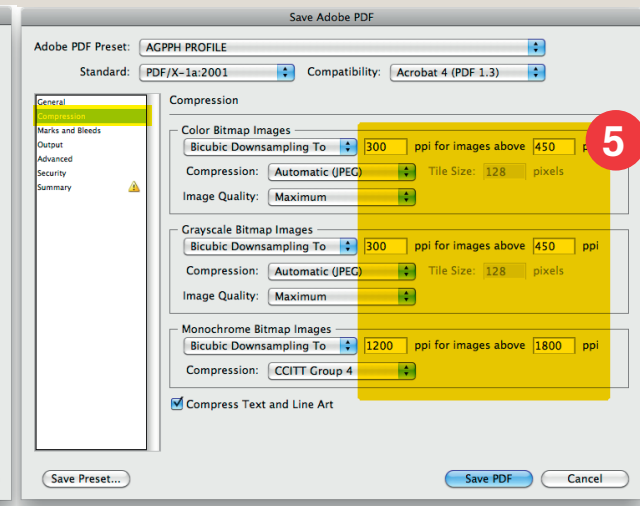 Save Adobe PDF
Adobe PDF Preset: AGPPH PROFILE
Standard: PDF/X-1a:2001 Compatibility: Acrobat 4 (PDF 1.3)
General
Compression
Marks and Bleeds
Output
Advanced
Security
Summary
Compression
Color Bitmap Images
Bicubic Downsampling To 300 ppi for images above 450
5
Compression: Automatic (JPEG) Tile Size: 128 pixels
Image Quality: Maximum
Grayscale Bitmap Images
Bicubic Downsampling To 300 ppi for images above 450 ppi
Compression: Automatic (JPEG) Tile Size: 128 pixels
Image Quality: Maximum
Monochrome Bitmap Images
Bicubic Downsampling To 1200 ppi for images above 1800 ppi
Compression: CCITT Group 4
Compress Text and Line Art
Save Preset... Save PDF Cancel